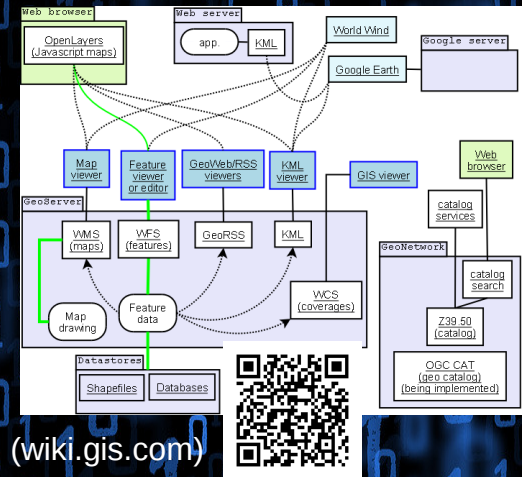 Web browser
OpenLayers
(Javascript maps)
Web server
app.
KML
World Wind
Google Earth
Google server
Map
viewer
Feature
viewer
or editor
GeoWeb/RSS
viewers
KML
viewer
GIS viewer
Web
browser
GeoServer
WMS
(maps)
WFS
(features)
GeoRSS
KML
catalog
services
GeoNetwork
catalog
search
Map
drawing
Feature
data
WCS
(coverages)
Z39.50
(catalog)
Datastores
Shapefiles
Databases
OGC CAT
(geo catalog)
(being implemented)
(wiki.gis.com)